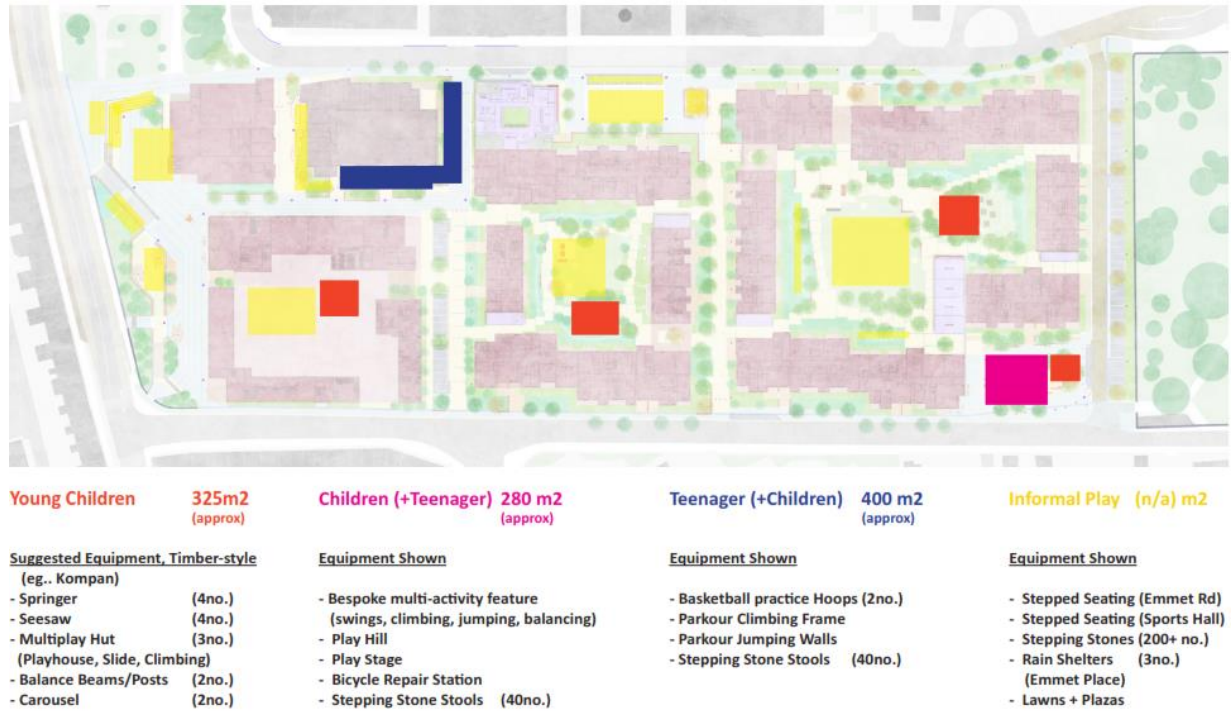 Young Children 325m2
(approx)
Suggested Equipment, Timber-style
(eg.. Kompan)
- Springer (4no.)
- Seesaw (4no.)
- Multiplay Hut (3no.)
(Playhouse, Slide, Climbing)
- Balance Beams/Posts (2no.)
- Carousel (2no.)
Children (+Teenager) 280 m2
(approx)
Equipment Shown
- Bespoke multi-activity feature
(swings, climbing, jumping, balancing)
- Play Hill
- Play Stage
- Bicycle Repair Station
- Stepping Stone Stools (40no.)
Teenager (+Children) 400 m2
(approx)
Equipment Shown
- Basketball practice Hoops (2no.)
- Parkour Climbing Frame
- Parkour Jumping Walls
- Stepping Stone Stools (40no.)
Informal Play (n/a) m2
Equipment Shown
- Stepped Seating (Emmet Rd)
- Stepped Seating (Sports Hall)
- Stepping Stones (200+ no.)
- Rain Shelters (3no.)
(Emmet Place)
- Lawns + Plazas